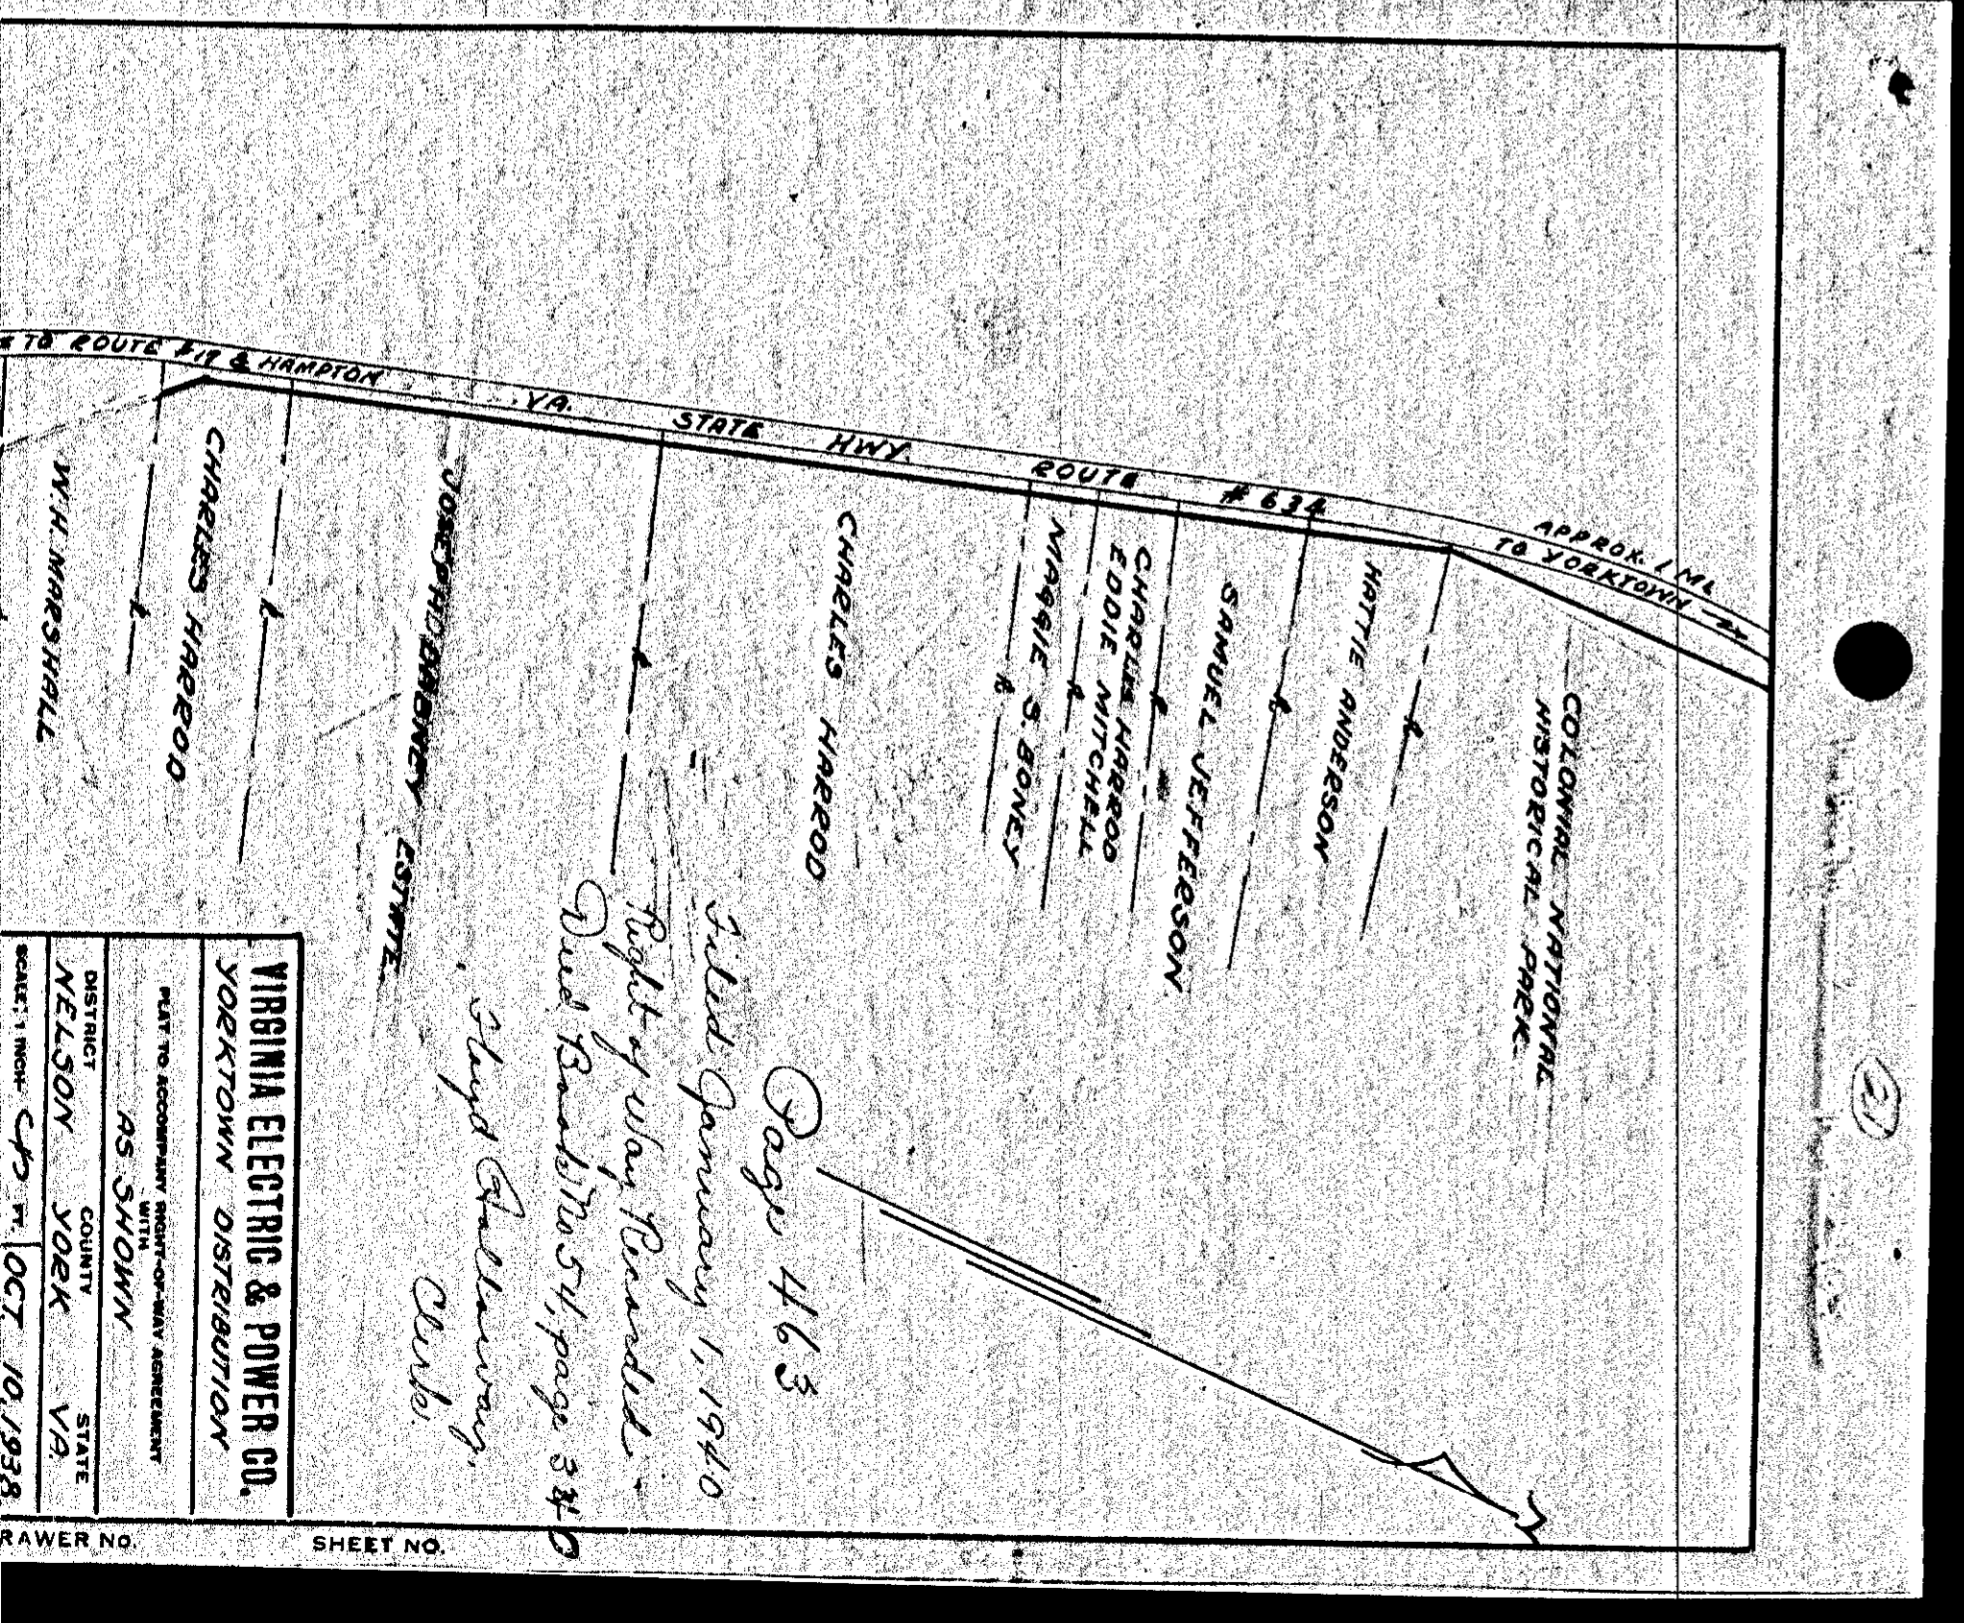 TO ROUTE #17 & HAMPTON VA. STATE HWY. ROUTE # 634
APPROX. 1 MI.
TO YORKTOWN
W.H. MARSHALL
CHARLES HARROD
JOSEPH DABNEY ESTATE
CHARLES HARROD
MAGGIE S. BONEY
CHARLES HARROD
EDDIE MITCHELL
SAMUEL JEFFERSON
HATTIE ANDERSON
COLONIAL NATIONAL
HISTORICAL PARK
Page 463
Filed January 1, 1940
Right of Way Recorded
Deed Book No 54, page 340
Floyd Holloway,
Clerk.
VIRGINIA ELECTRIC & POWER CO.
YORKTOWN DISTRIBUTION
PLAT TO ACCOMPANY RIGHT-OF-WAY AGREEMENT
WITH
AS SHOWN
DISTRICT COUNTY STATE
NELSON YORK VA.
SCALE: 1 INCH FT. OCT. 10, 1938
RAWER NO. SHEET NO.
21